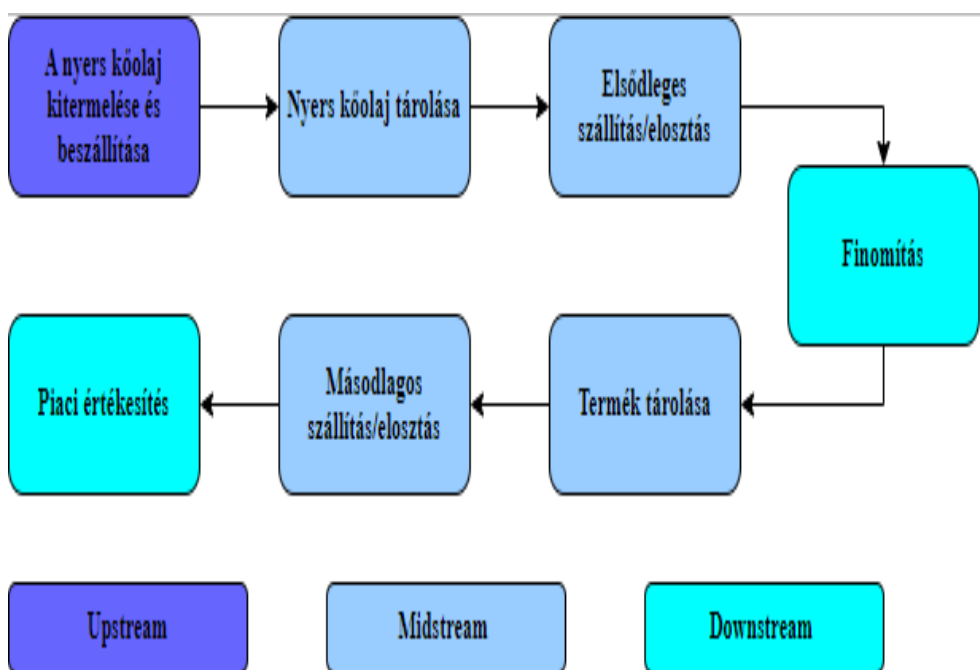 A nyers kőolaj
kitermelése és
beszállítása
Nyers kőolaj tárolása
Elsődleges
szállítás/elosztás
Finomítás
Termék tárolása
Másodlagos
szállítás/elosztás
Piaci értékesítés
Upstream
Midstream
Downstream